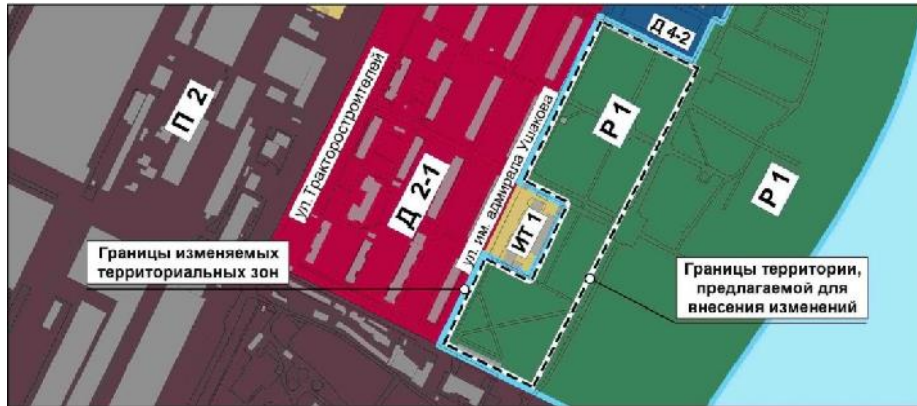 Д 4-2
П 2
ул. Тракторостроителей
Д 2-1
ул. им. адмирала Ушакова
Р 1
Р 1
ИТ 1
Границы изменяемых
территориальных зон
Границы территории,
предлагаемой для
внесения изменений